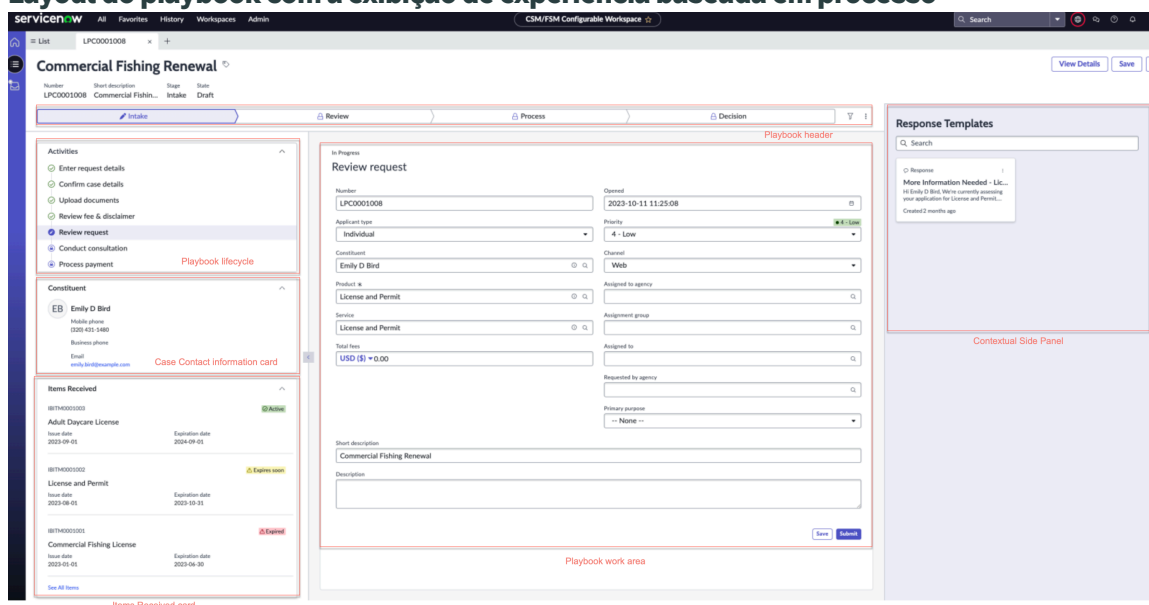 Layout do playbook com a exibição de experiência baseada em processo
servicenow All Favorites History Workspaces Admin CSM/FSM Configurable Workspace Search
List LPC0001008 × +
Commercial Fishing Renewal
View Details Save
Number Short description Stage State
LPC0001008 Commercial Fishin... Intake Draft
Intake Review Process Decision
Playbook header
Activities
Enter request details
Confirm case details
Upload documents
Review fee & disclaimer
Review request
Conduct consultation
Process payment
Playbook lifecycle
Constituent
EB Emily D Bird
Mobile phone
(320) 431-1480
Business phone
Email
emily.bird@example.com
Case Contact information card
Items Received
IBITM0001003 Active
Adult Daycare License
Issue date Expiration date
2023-09-01 2024-09-01
IBITM0001002 Expires soon
License and Permit
Issue date Expiration date
2023-08-01 2023-10-31
IBITM0001001 Expired
Commercial Fishing License
Issue date Expiration date
2023-01-01 2023-06-30
See All Items
Items Received card
In Progress
Review request
Number
LPC0001008
Opened
2023-10-11 11:25:08
Applicant type
Individual
Priority 4 - Low
4 - Low
Constituent
Emily D Bird
Channel
Web
Product
License and Permit
Assigned to agency
Service
License and Permit
Assignment group
Total fees
USD ($) 0.00
Assigned to
Requested by agency
Primary purpose
-- None --
Short description
Commercial Fishing Renewal
Description
Save Submit
Playbook work area
Response Templates
Search
Response
More Information Needed - Lic...
Hi Emily D Bird, We're currently assessing
your application for License and Permit....
Created 2 months ago
Contextual Side Panel